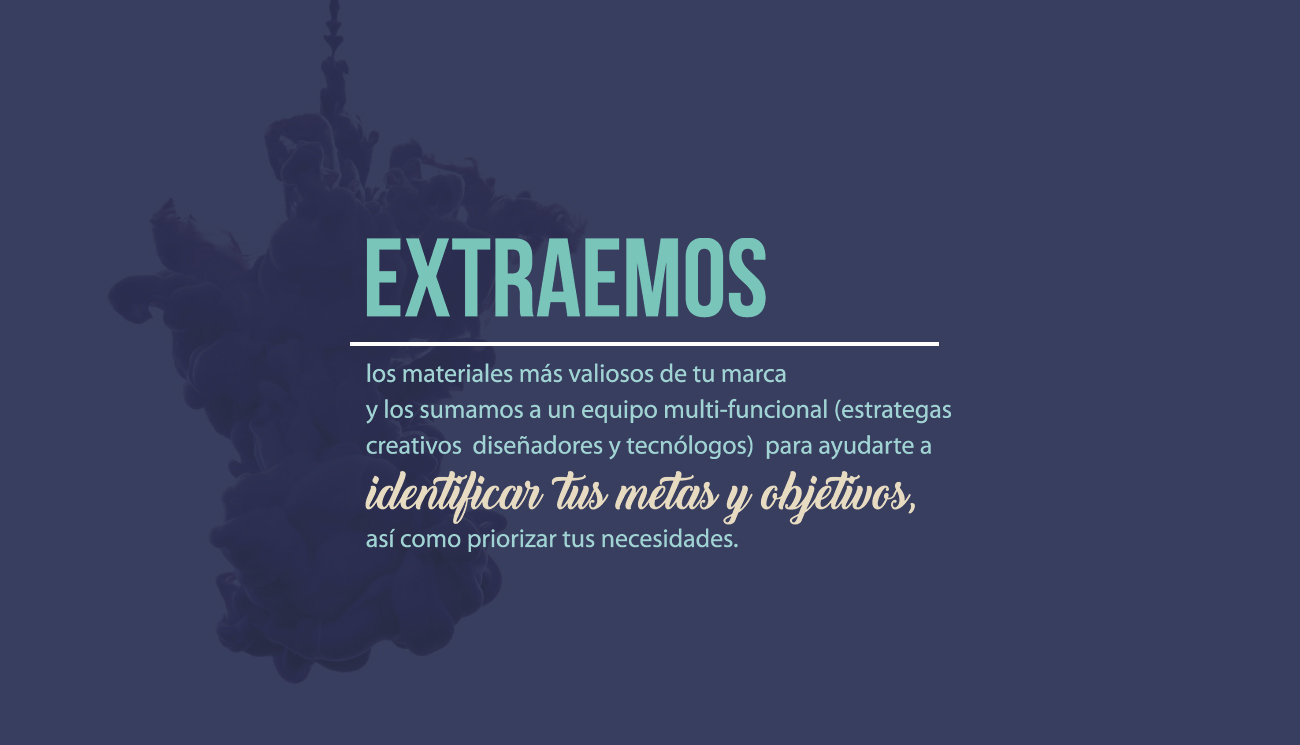 EXTRAEMOS
los materiales más valiosos de tu marca
y los sumamos a un equipo multi-funcional (estrategas
creativos  diseñadores y tecnólogos)  para ayudarte a
identificar tus metas y objetivos,
así como priorizar tus necesidades.